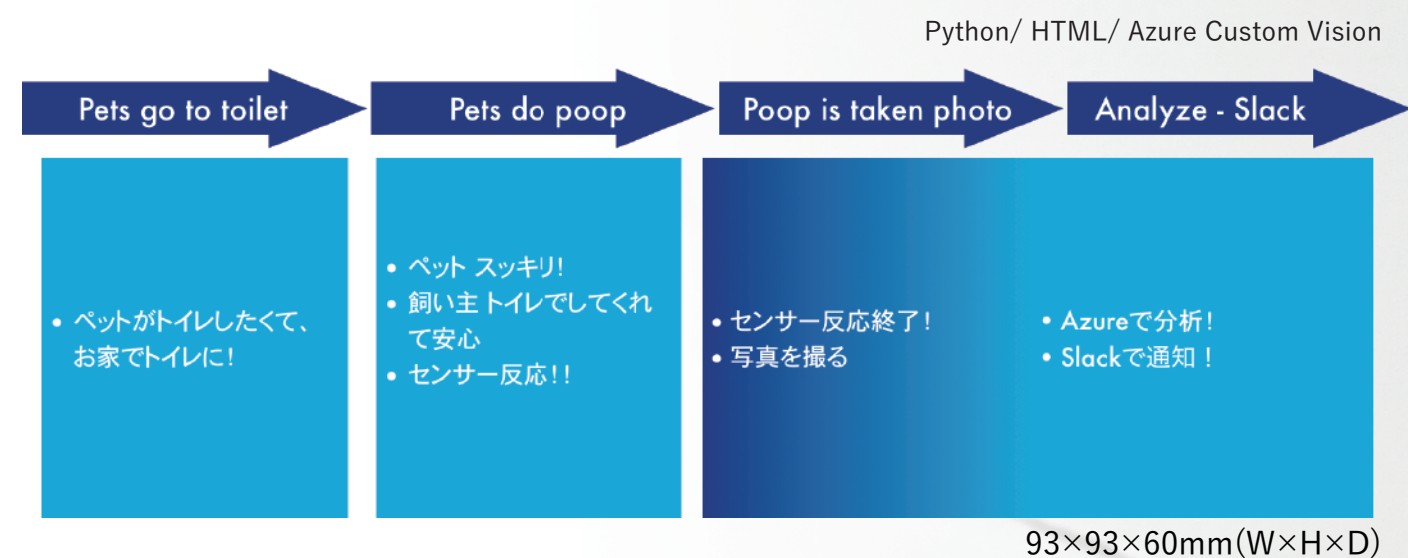 Python/ HTML/ Azure Custom Vision
Pets go to toilet
Pets do poop
Poop is taken photo
Analyze - Slack
• ペットがトイレしたくて、
お家でトイレに!
• ペット スッキリ!
• 飼い主 トイレでしてくれ
て安心
• センサー反応!!
• センサー反応終了!
• 写真を撮る
• Azureで分析!
• Slackで通知!
93×93×60mm(W×H×D)